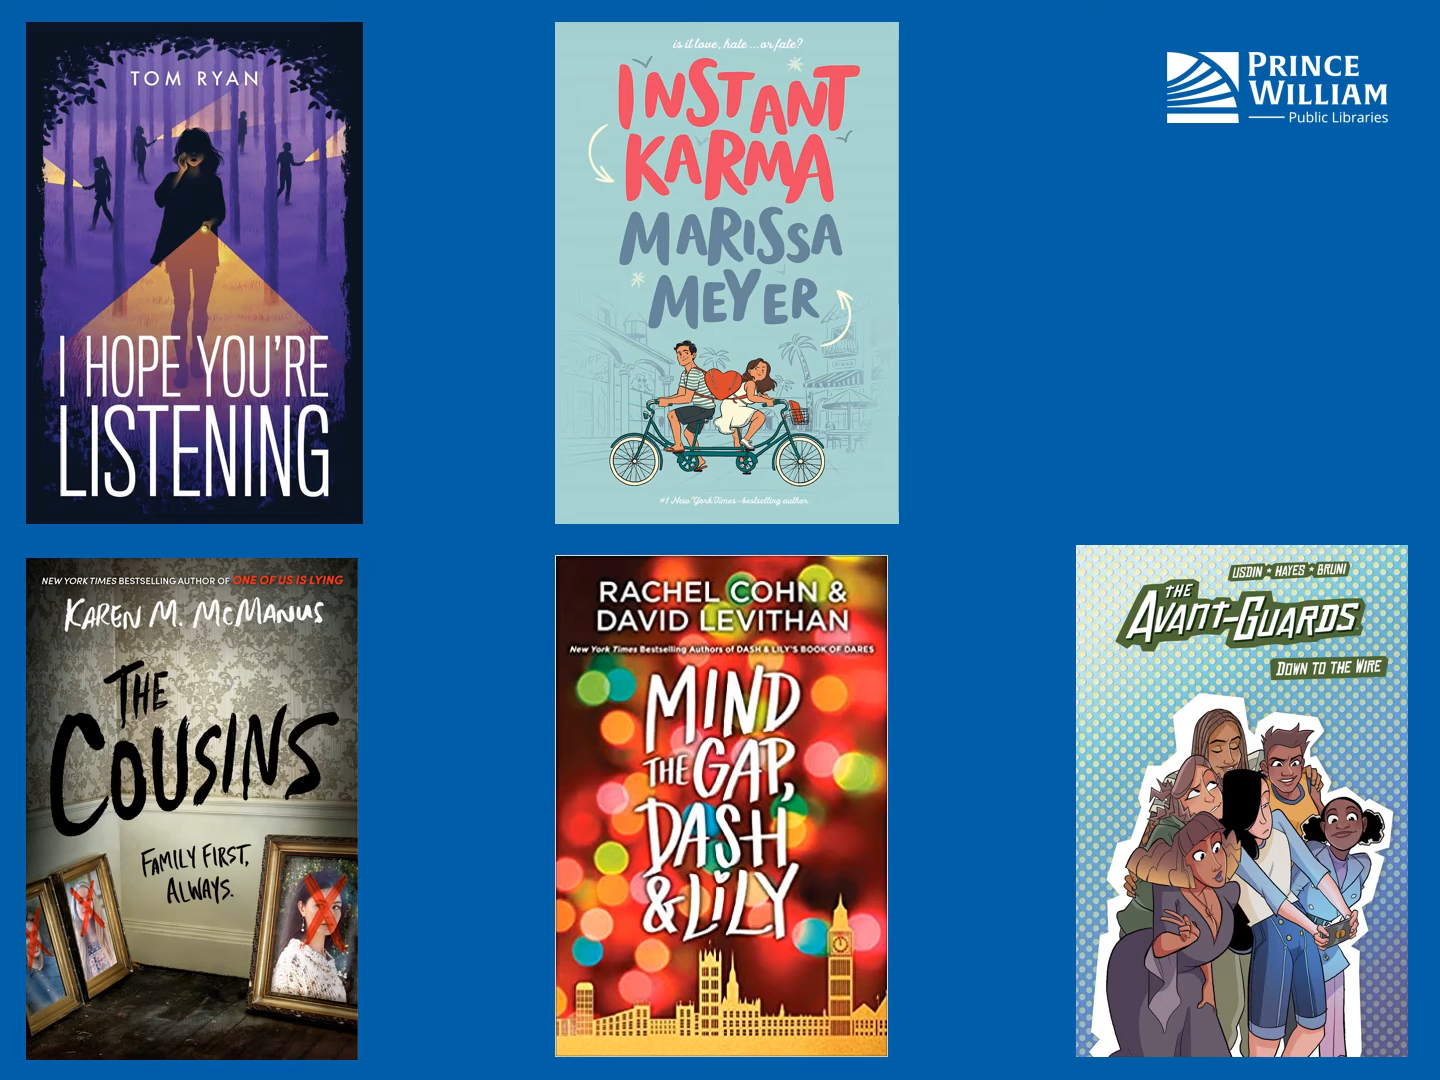 TOM RYAN
I HOPE YOU'RE
LISTENING
is it love, hate ... or fate?
INSTANT
KARMA
MARISSA
MEYER
#1 New York Times-bestselling author
PRINCE
WILLIAM
Public Libraries
NEW YORK TIMES BESTSELLING AUTHOR OF ONE OF US IS LYING
KAREN M. McMANUS
THE
COUSINS
FAMILY FIRST,
ALWAYS.
RACHEL COHN &
DAVID LEVITHAN
New York Times Bestselling Authors of DASH & LILY'S BOOK OF DARES
MIND
THE GAP,
DASH
& LILY
USDIN ★ HAYES ★ BRUNI
THE
AVANT-GUARDS
DOWN TO THE WIRE